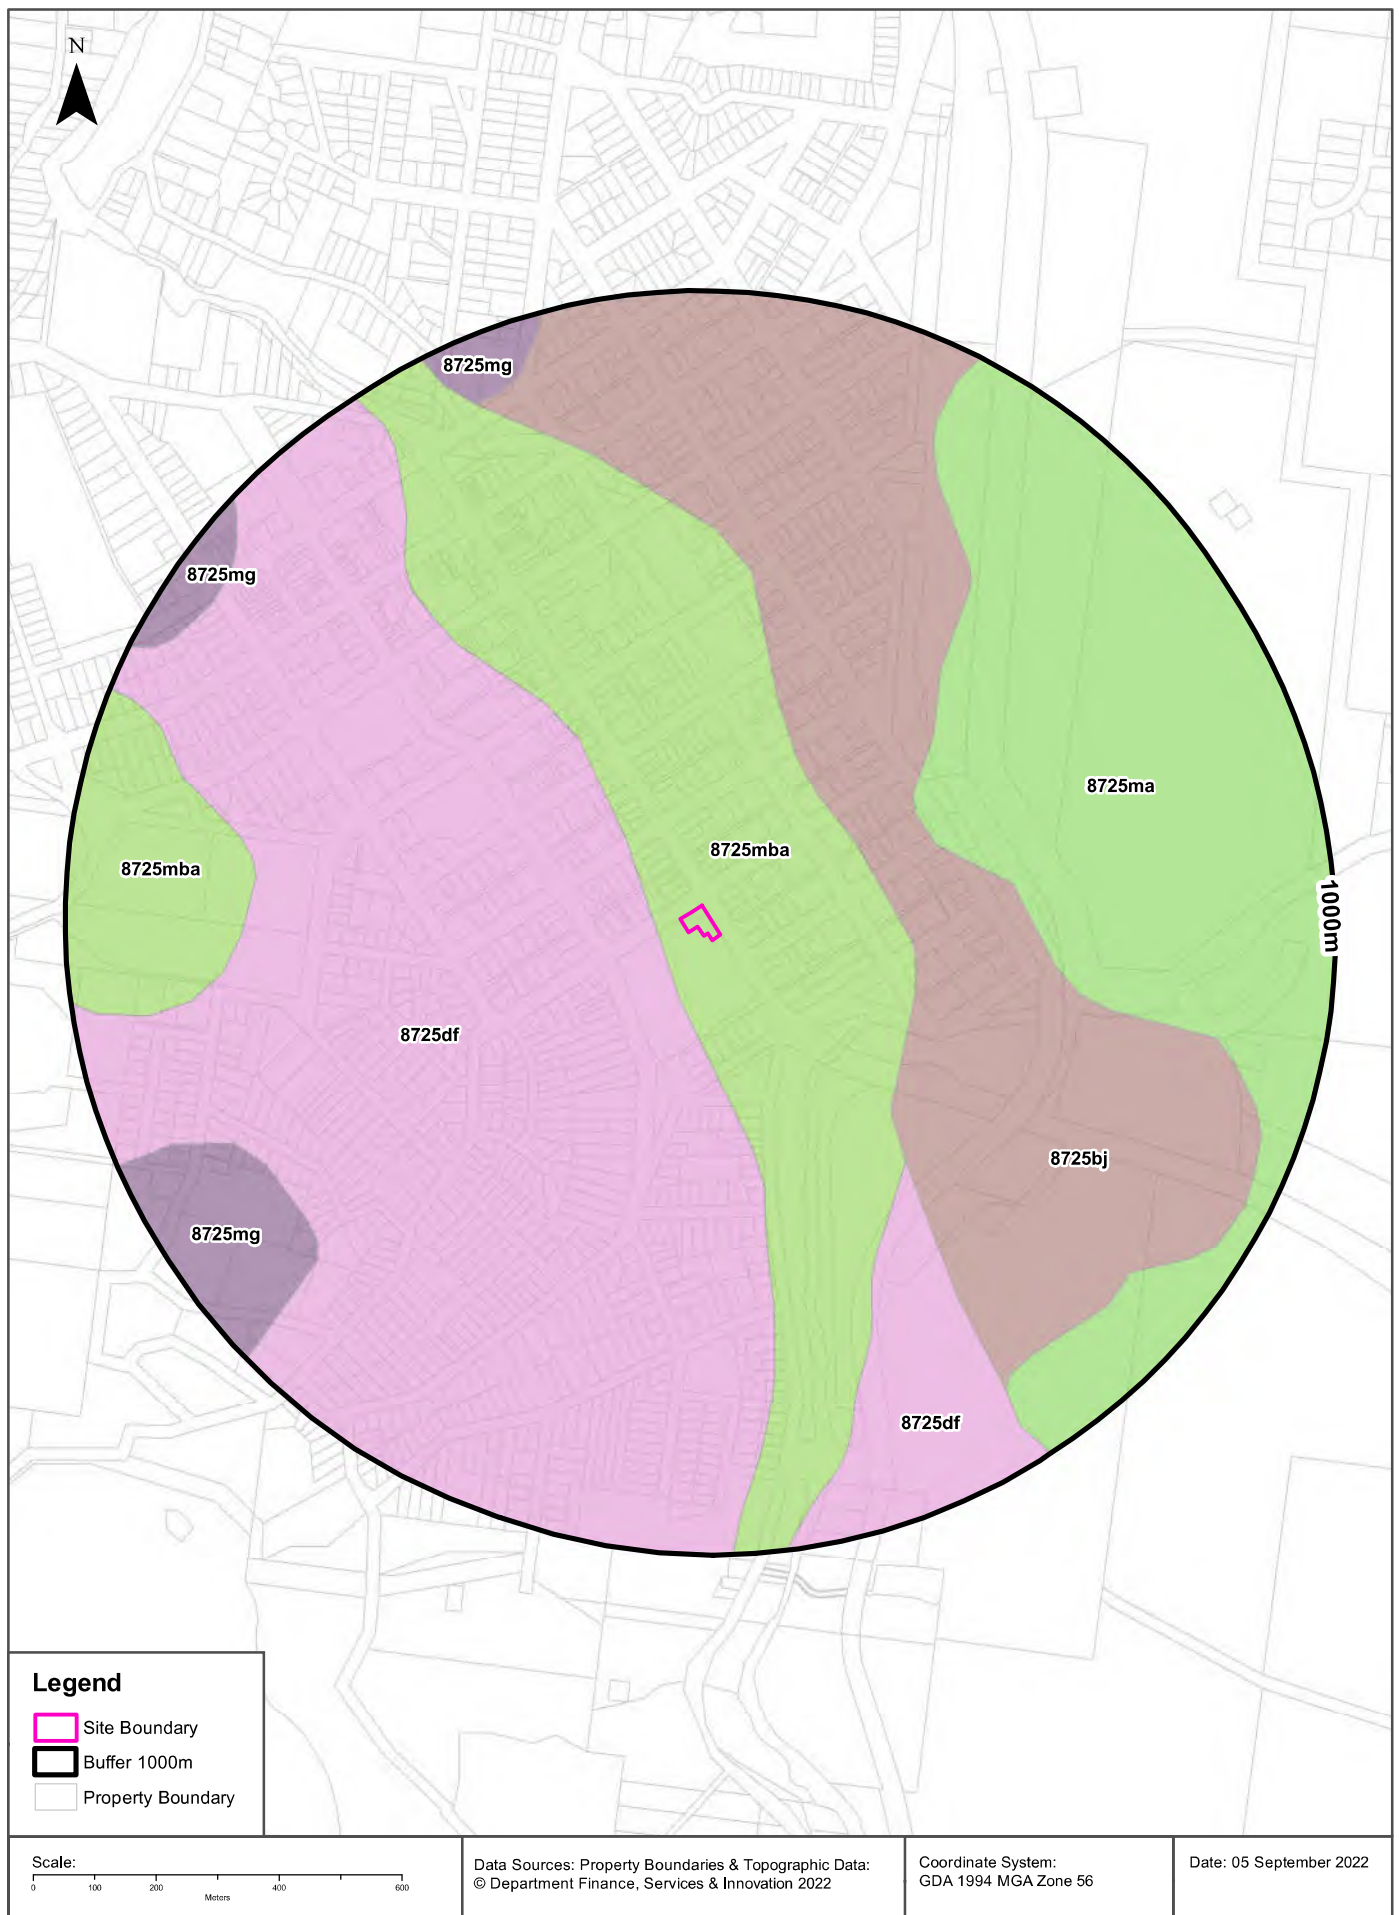 N
8725mg
8725mg
8725ma
8725mba
8725mba
1000m
8725df
8725bj
8725mg
8725df
Legend
Site Boundary
Buffer 1000m
Property Boundary
Scale:
0 100 200 400 600
Meters
Data Sources: Property Boundaries & Topographic Data:
© Department Finance, Services & Innovation 2022
Coordinate System:
GDA 1994 MGA Zone 56
Date: 05 September 2022